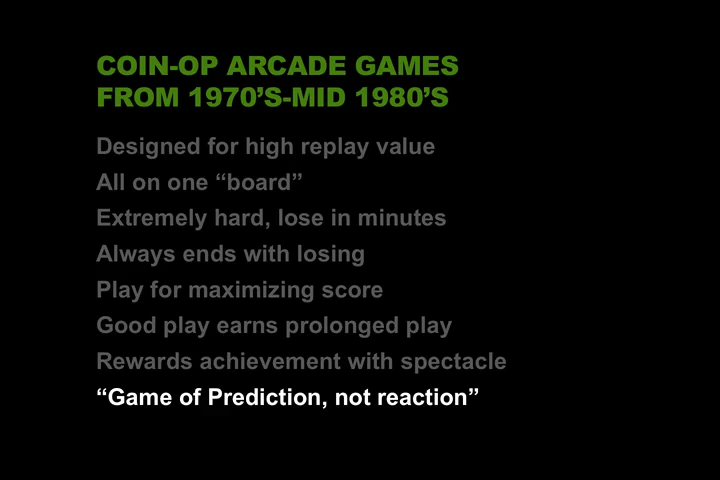 COIN-OP ARCADE GAMES
FROM 1970’S-MID 1980’S
Designed for high replay value
All on one “board”
Extremely hard, lose in minutes
Always ends with losing
Play for maximizing score
Good play earns prolonged play
Rewards achievement with spectacle
“Game of Prediction, not reaction”